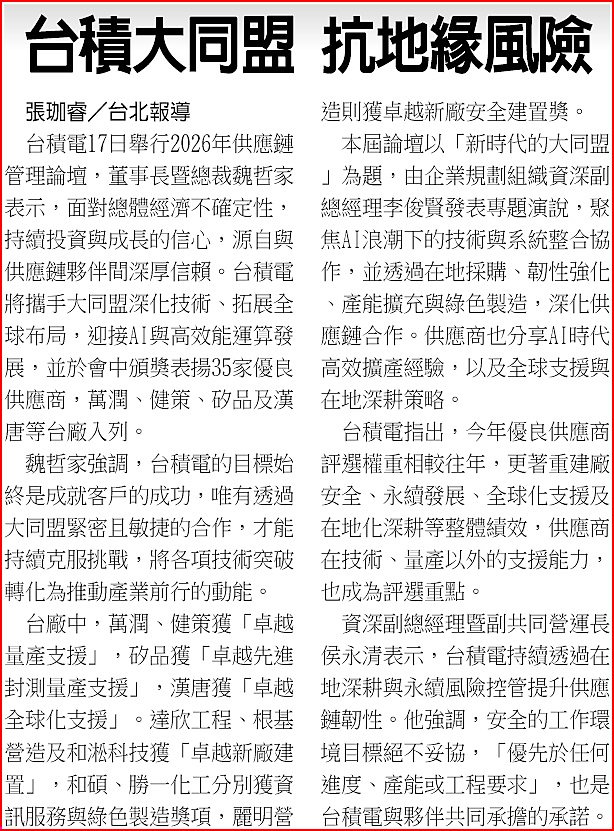 台積大同盟 抗地緣風險
張珈睿／台北報導
台積電17日舉行2026年供應鏈
管理論壇，董事長暨總裁魏哲家
表示，面對總體經濟不確定性，
持續投資與成長的信心，源自與
供應鏈夥伴間深厚信賴。台積電
將攜手大同盟深化技術、拓展全
球布局，迎接AI與高效能運算發
展，並於會中頒獎表揚35家優良
供應商，萬潤、健策、矽品及漢
唐等台廠入列。
魏哲家強調，台積電的目標始
終是成就客戶的成功，唯有透過
大同盟緊密且敏捷的合作，才能
持續克服挑戰，將各項技術突破
轉化為推動產業前行的動能。
台廠中，萬潤、健策獲「卓越
量產支援」，矽品獲「卓越先進
封測量產支援」，漢唐獲「卓越
全球化支援」。達欣工程、根基
營造及和淞科技獲「卓越新廠建
置」，和碩、勝一化工分別獲資
訊服務與綠色製造獎項，麗明營
造則獲卓越新廠安全建置獎。
本屆論壇以「新時代的大同盟
」為題，由企業規劃組織資深副
總經理李俊賢發表專題演說，聚
焦AI浪潮下的技術與系統整合協
作，並透過在地採購、韌性強化
、產能擴充與綠色製造，深化供
應鏈合作。供應商也分享AI時代
高效擴產經驗，以及全球支援與
在地深耕策略。
台積電指出，今年優良供應商
評選權重相較往年，更著重建廠
安全、永續發展、全球化支援及
在地化深耕等整體績效，供應商
在技術、量產以外的支援能力，
也成為評選重點。
資深副總經理暨副共同營運長
侯永清表示，台積電持續透過在
地深耕與永續風險控管提升供應
鏈韌性。他強調，安全的工作環
境目標絕不妥協，「優先於任何
進度、產能或工程要求」，也是
台積電與夥伴共同承擔的承諾。